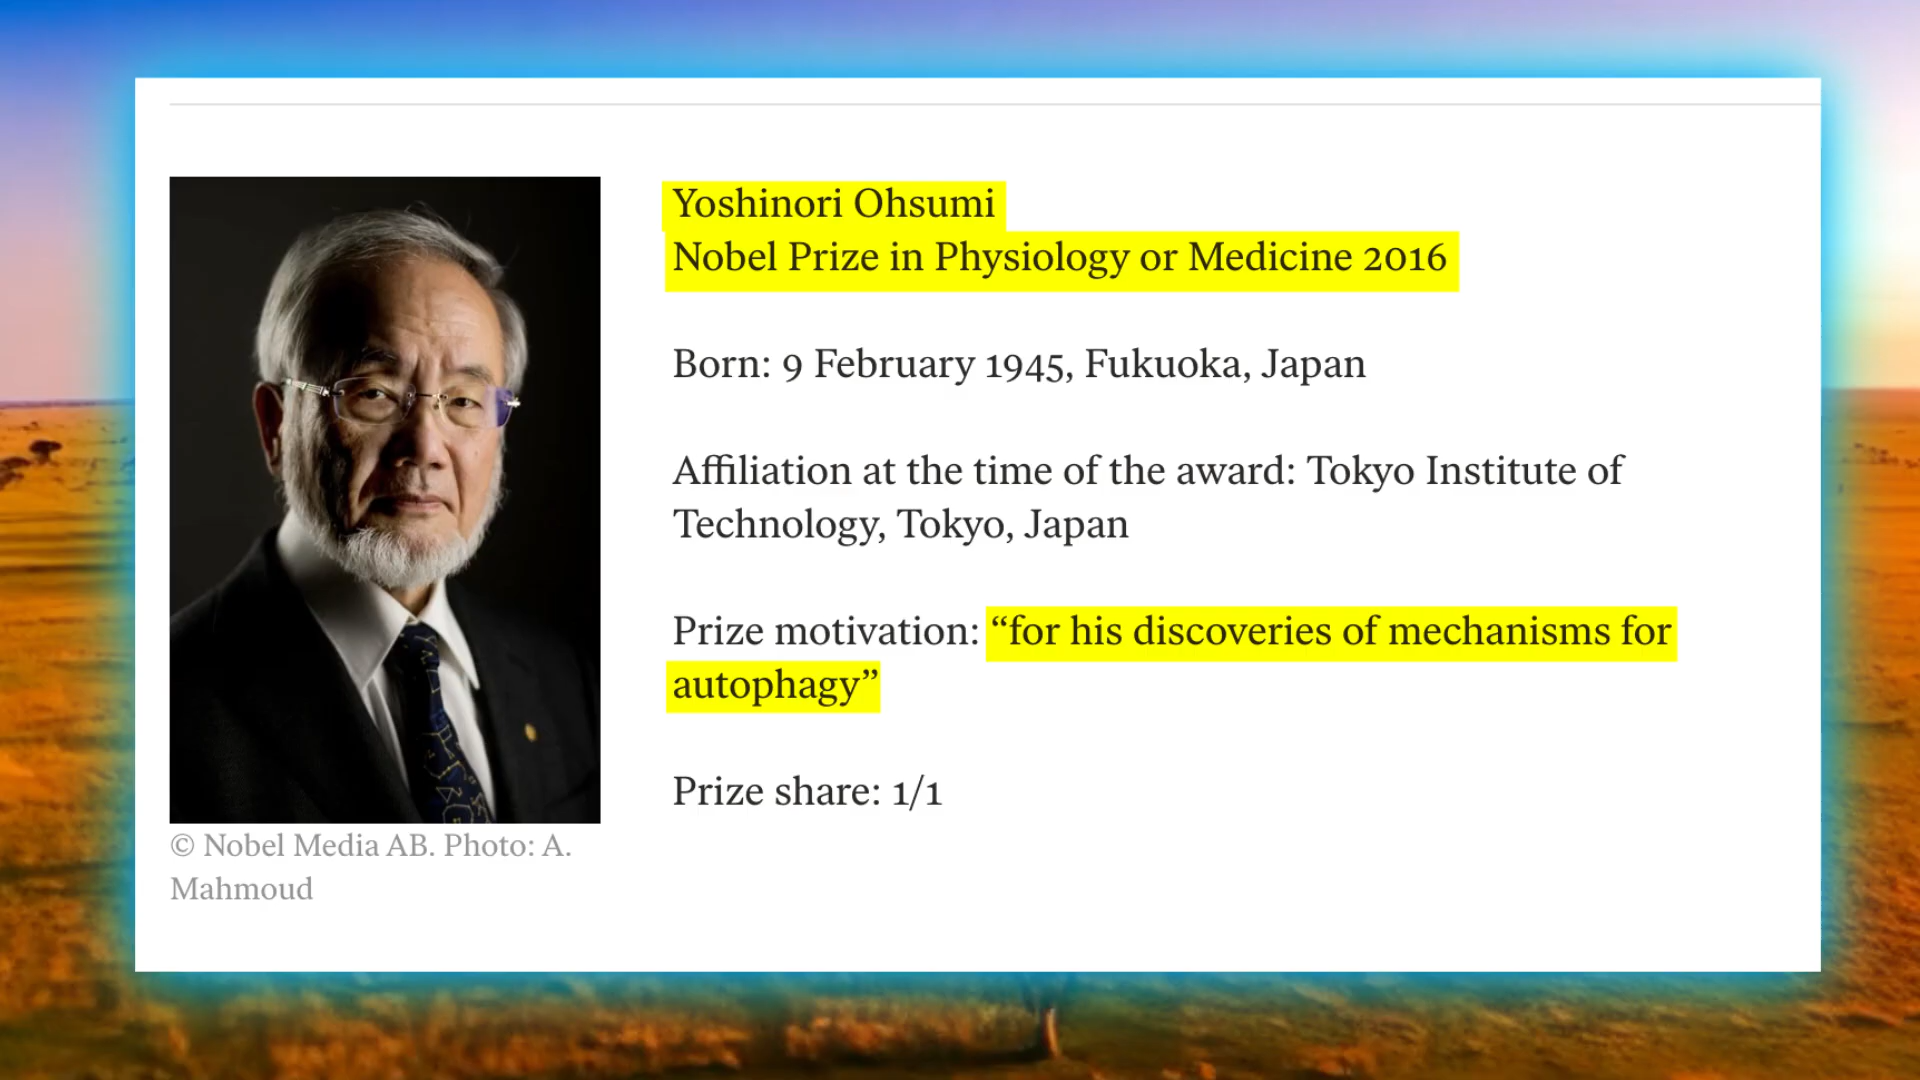 Yoshinori Ohsumi
Nobel Prize in Physiology or Medicine 2016
Born: 9 February 1945, Fukuoka, Japan
Affiliation at the time of the award: Tokyo Institute of
Technology, Tokyo, Japan
Prize motivation: “for his discoveries of mechanisms for
autophagy”
Prize share: 1/1
© Nobel Media AB. Photo: A.
Mahmoud